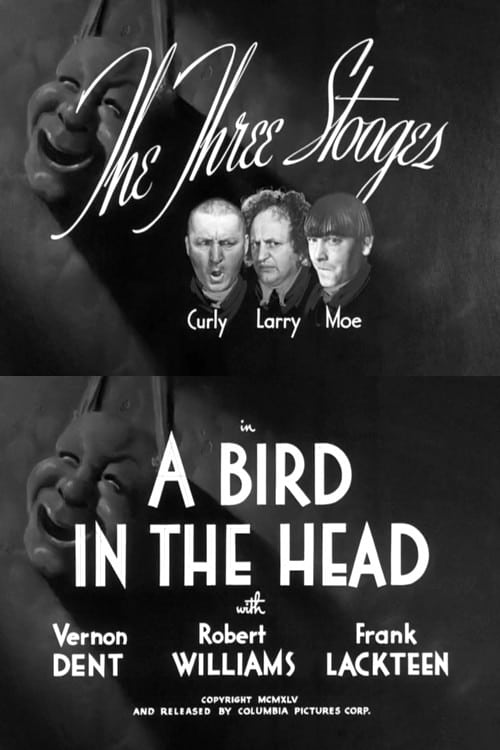 The Three Stooges
Curly Larry Moe
in
A BIRD
IN THE HEAD
with
Vernon Robert Frank
DENT WILLIAMS LACKTEEN
COPYRIGHT MCMXLV
AND RELEASED BY COLUMBIA PICTURES CORP.